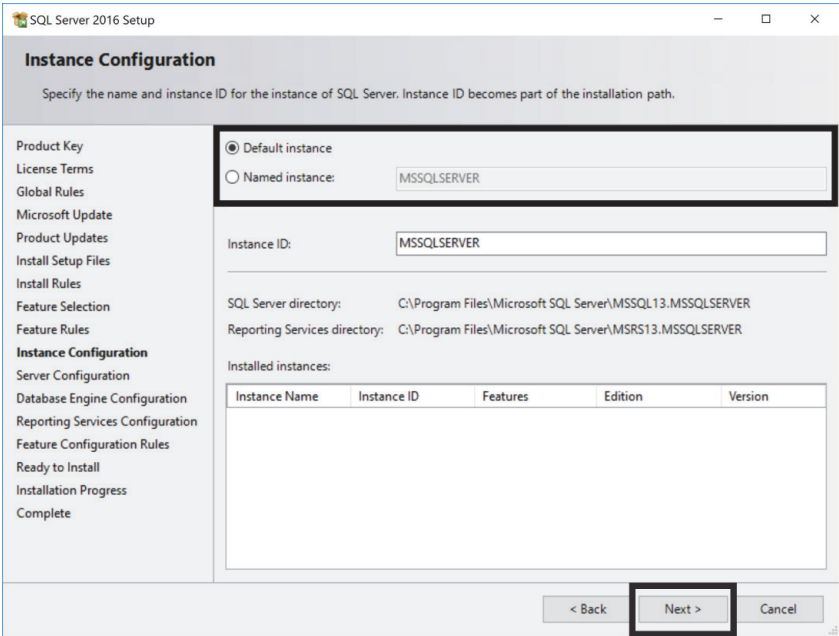 SQL Server 2016 Setup
Instance Configuration
Specify the name and instance ID for the instance of SQL Server. Instance ID becomes part of the installation path.
Product Key
License Terms
Global Rules
Microsoft Update
Product Updates
Install Setup Files
Install Rules
Feature Selection
Feature Rules
Instance Configuration
Server Configuration
Database Engine Configuration
Reporting Services Configuration
Feature Configuration Rules
Ready to Install
Installation Progress
Complete
Default instance
Named instance: MSSQLSERVER
Instance ID: MSSQLSERVER
SQL Server directory: C:\Program Files\Microsoft SQL Server\MSSQL13.MSSQLSERVER
Reporting Services directory: C:\Program Files\Microsoft SQL Server\MSRS13.MSSQLSERVER
Installed instances:
Instance Name Instance ID Features Edition Version
< Back Next > Cancel